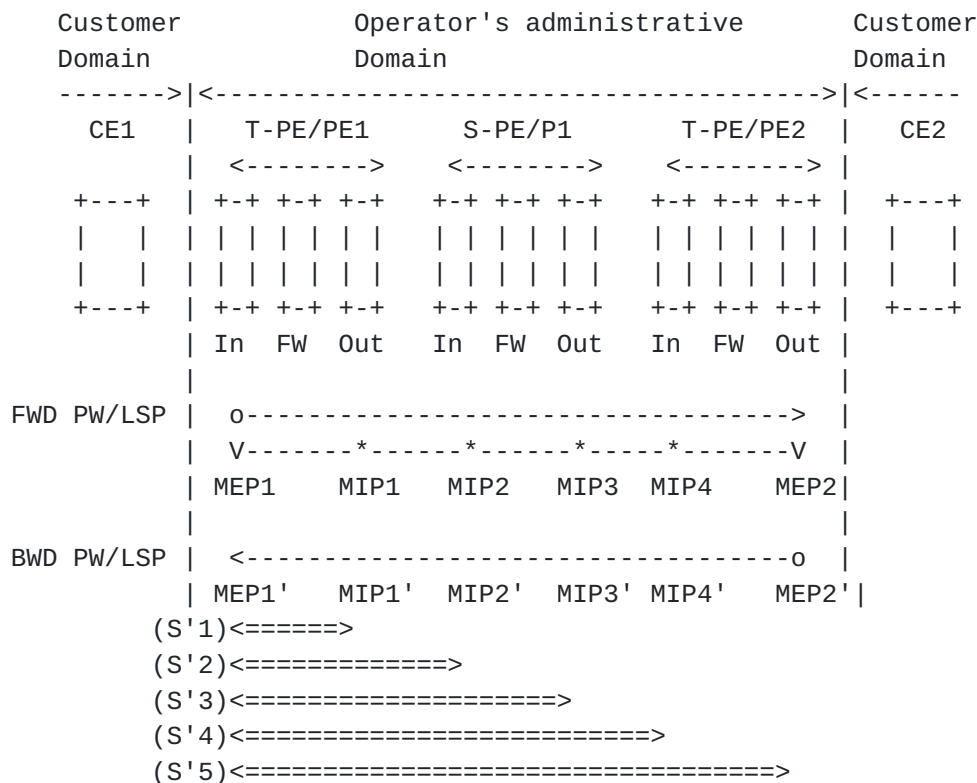 Customer Operator's administrative Customer
Domain Domain Domain
------->|<---------------------------------------->|<------
CE1 | T-PE/PE1 S-PE/P1 T-PE/PE2 | CE2
| <--------> <--------> <--------> |
+---+ | +-+ +-+ +-+ +-+ +-+ +-+ +-+ +-+ +-+ | +---+
| | | | | | | | | | | | | | | | | | | | | | | |
| | | | | | | | | | | | | | | | | | | | | | | |
+---+ | +-+ +-+ +-+ +-+ +-+ +-+ +-+ +-+ +-+ | +---+
| In FW Out In FW Out In FW Out |
| |
FWD PW/LSP | o-----------------------------------> |
| V-------*------*------*-----*-------V |
| MEP1 MIP1 MIP2 MIP3 MIP4 MEP2|
| |
BWD PW/LSP | <-----------------------------------o |
| MEP1' MIP1' MIP2' MIP3' MIP4' MEP2'|
(S'1)<======>
(S'2)<=============>
(S'3)<====================>
(S'4)<==========================>
(S'5)<==================================>